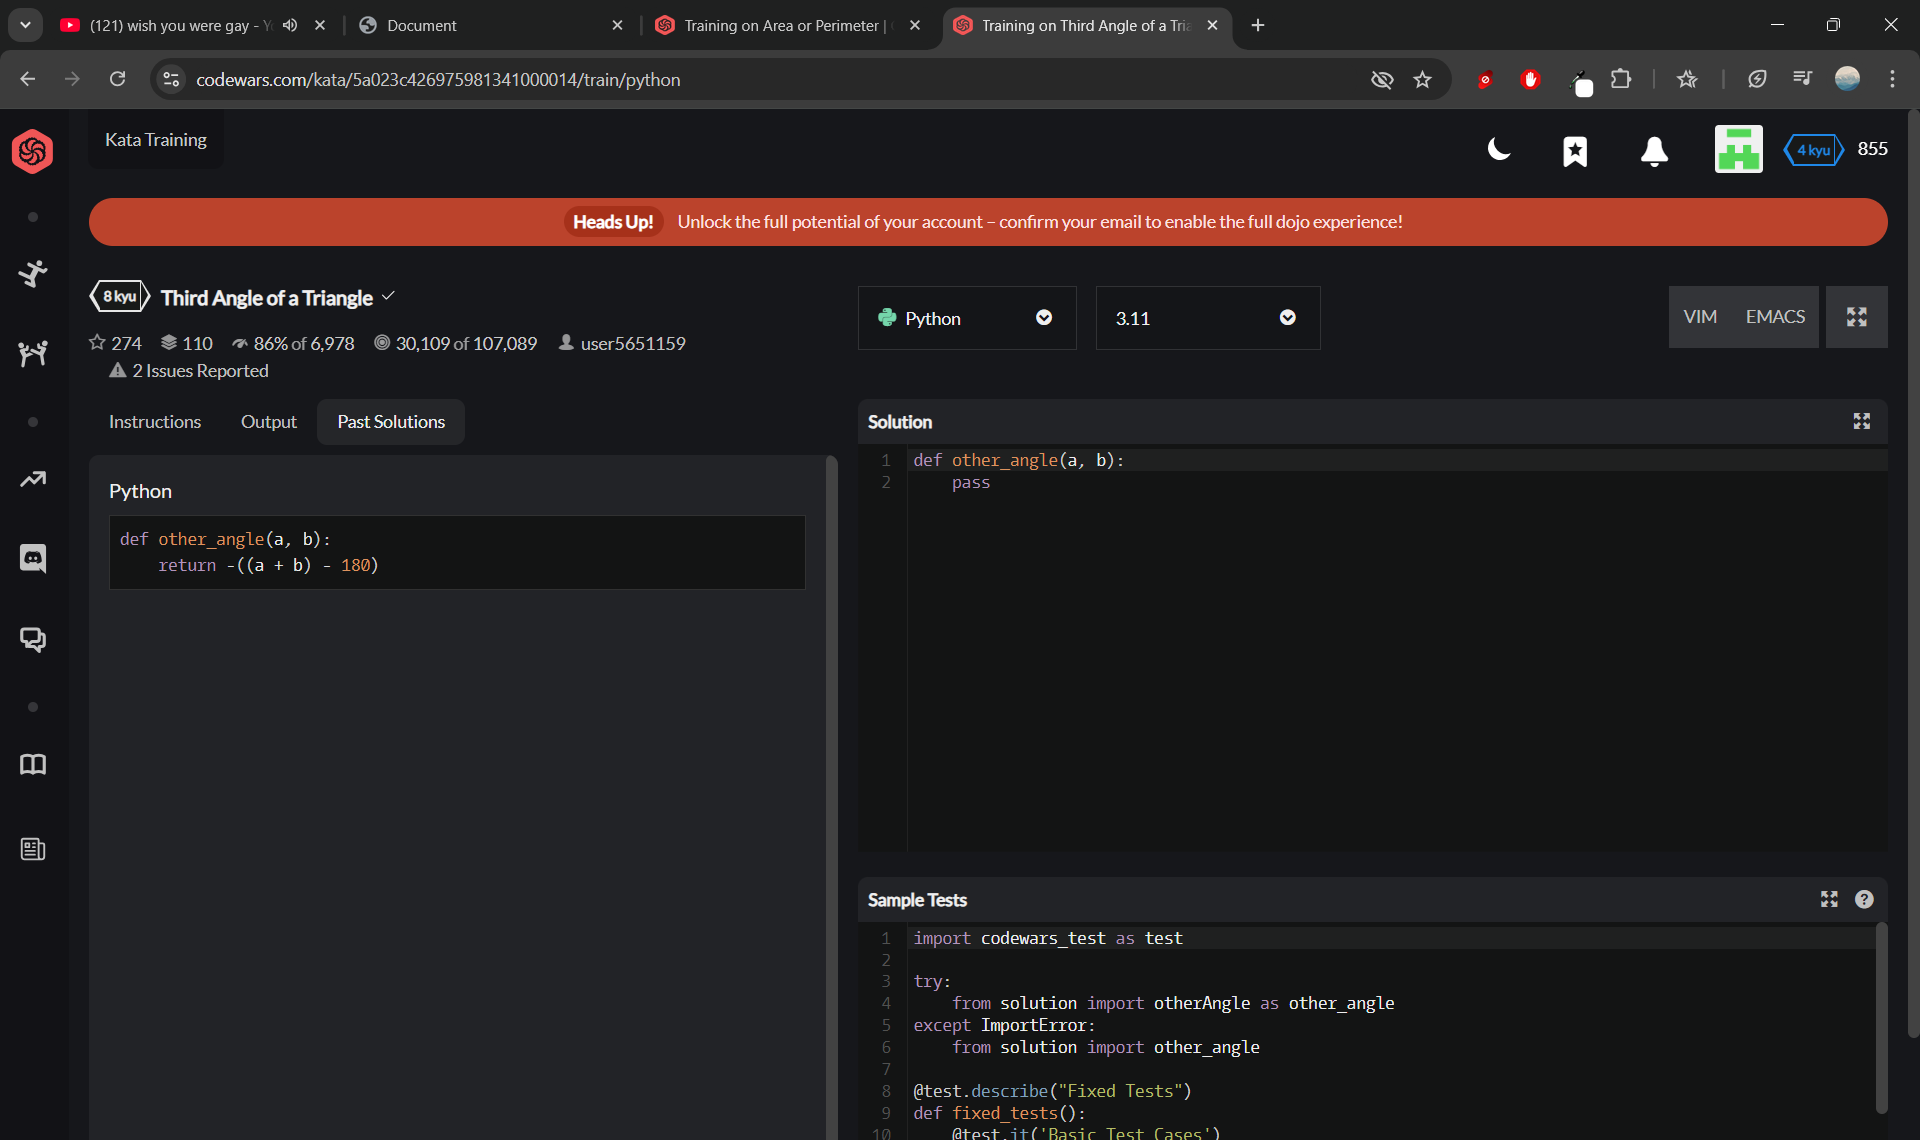 (121) wish you were gay - Y
Document
Training on Area or Perimeter |
Training on Third Angle of a Tria
codewars.com/kata/5a023c426975981341000014/train/python
Kata Training
4 kyu
855
Heads Up!
Unlock the full potential of your account – confirm your email to enable the full dojo experience!
8 kyu
Third Angle of a Triangle
274
110
86% of 6,978
30,109 of 107,089
user5651159
2 Issues Reported
Python
3.11
VIM
EMACS
Instructions
Output
Past Solutions
Python
def other_angle(a, b):
    return -((a + b) - 180)
Solution
1 def other_angle(a, b):
2     pass
Sample Tests
1 import codewars_test as test
2
3 try:
4     from solution import otherAngle as other_angle
5 except ImportError:
6     from solution import other_angle
7
8 @test.describe("Fixed Tests")
9 def fixed_tests():
10     @test.it('Basic Test Cases')